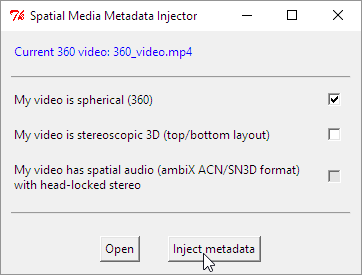 Spatial Media Metadata Injector
Current 360 video: 360_video.mp4
My video is spherical (360)
My video is stereoscopic 3D (top/bottom layout)
My video has spatial audio (ambiX ACN/SN3D format)
with head-locked stereo
Open
Inject metadata